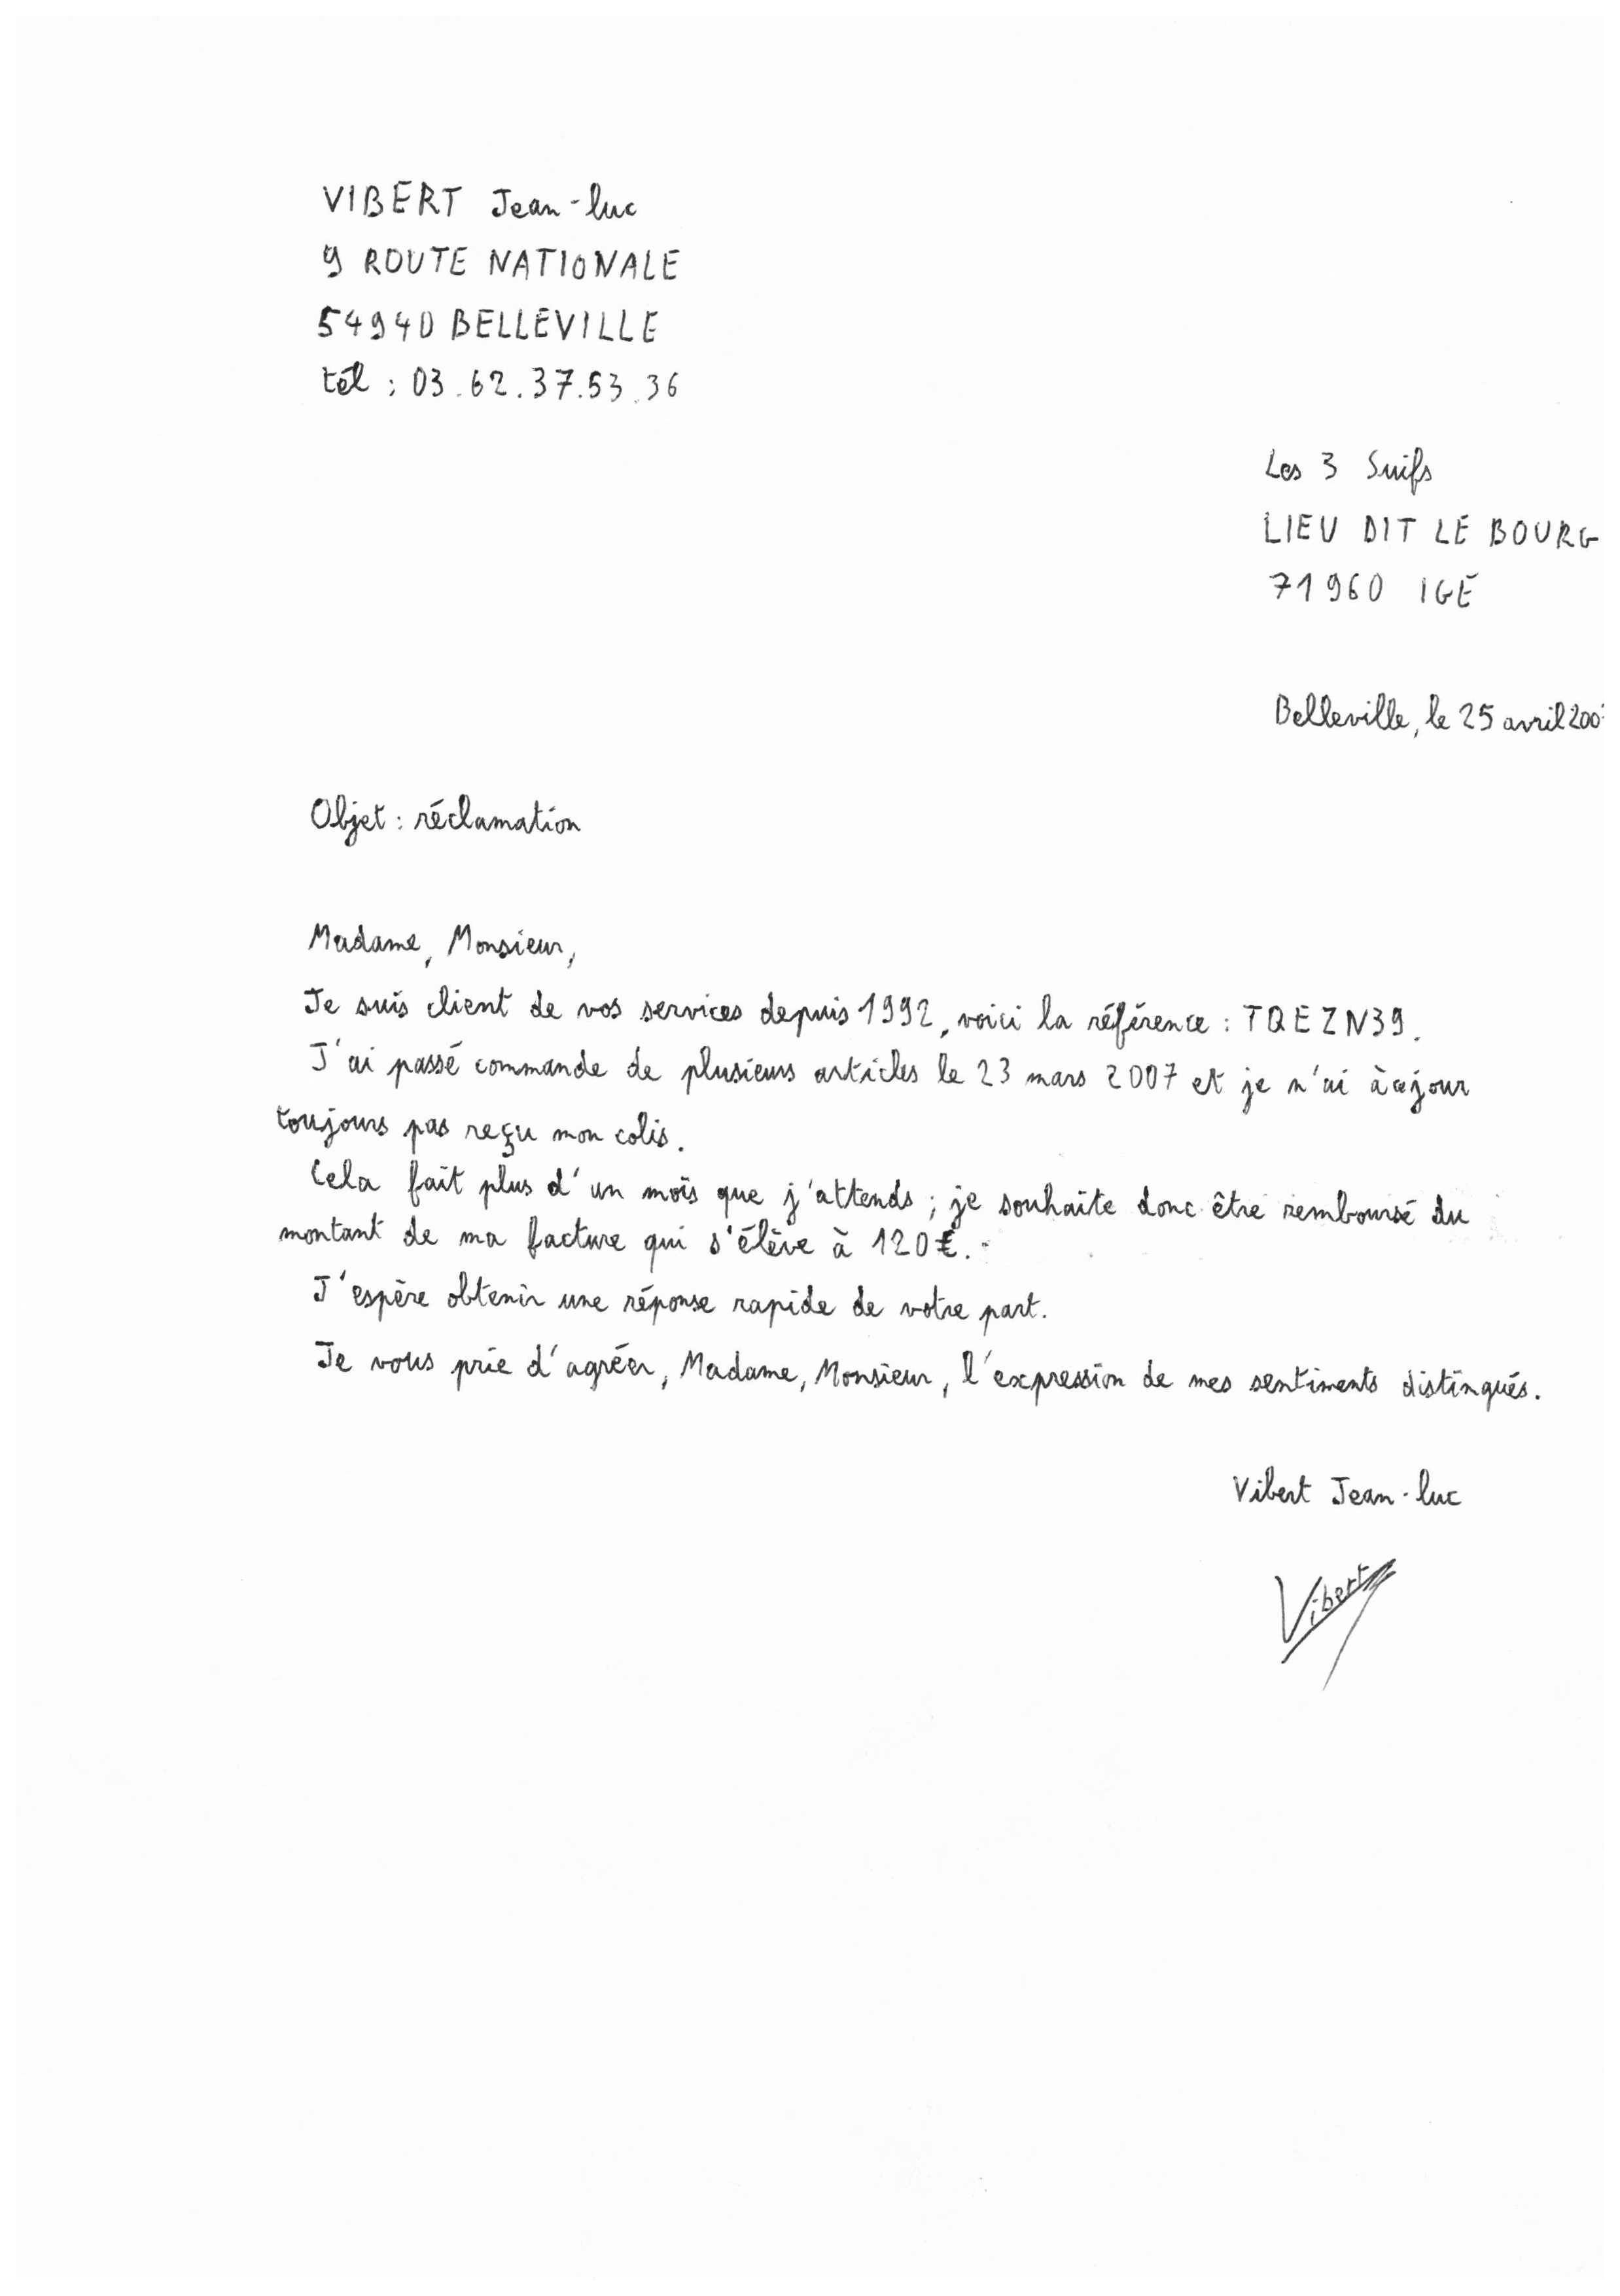 VIBERT Jean-luc
9 ROUTE NATIONALE
54940 BELLEVILLE
tél : 03.62.37.53.36
Les 3 Suifs
LIEU DIT LE BOURG
71960 IGÉ
Belleville, le 25 avril 200
Objet : réclamation
Madame, Monsieur,
Je suis client de vos services depuis 1992, voici la référence : TQEZN39.
J'ai passé commande de plusieurs articles le 23 mars 2007 et je n'ai à ce jour
toujours pas reçu mon colis.
Cela fait plus d'un mois que j'attends ; je souhaite donc être remboursé du
montant de ma facture qui s'élève à 120€.
J'espère obtenir une réponse rapide de votre part.
Je vous prie d'agréer, Madame, Monsieur, l'expression de mes sentiments distingués.
Vibert Jean-luc
Vibert